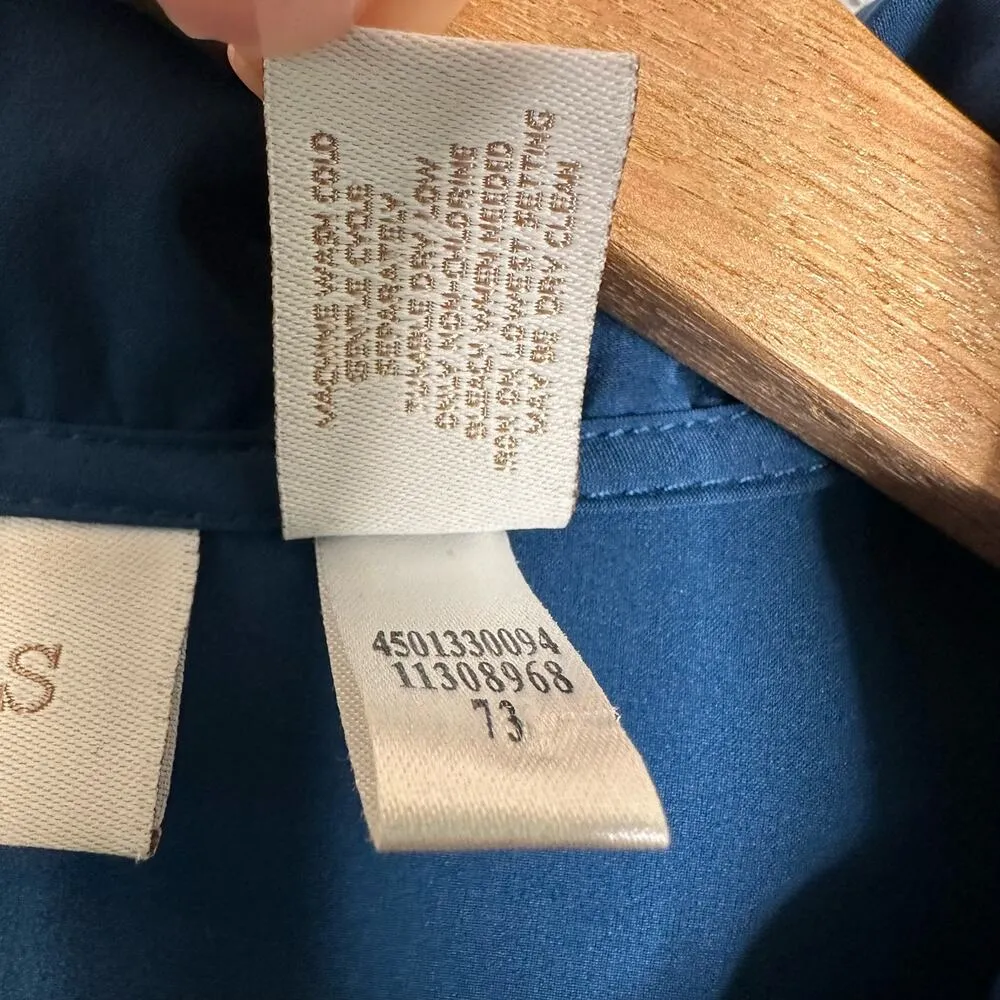 MACHINE WASH COLD
GENTLE CYCLE
SEPARATELY
TUMBLE DRY LOW
ONLY NON-CHLORINE
BLEACH WHEN NEEDED
IRON ON LOWEST SETTING
MAY BE DRY CLEAN
LS
4501330094
11308968
73